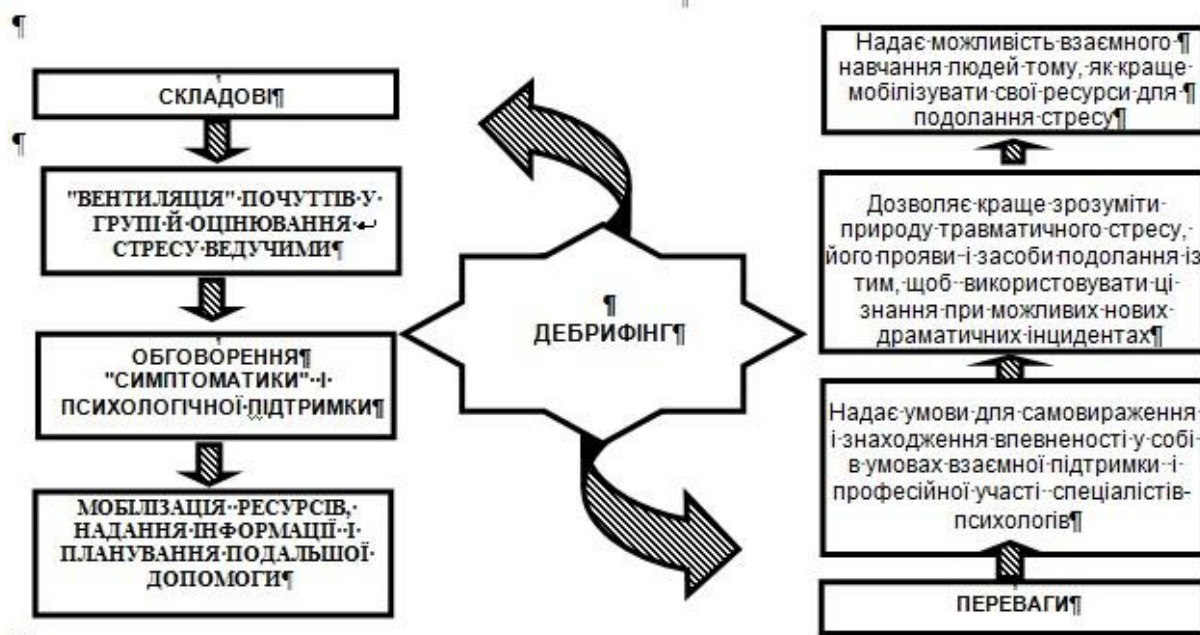 СКЛАДОВІ
"ВЕНТИЛЯЦІЯ" ПОЧУТТІВ У
ГРУПІ Й ОЦІНЮВАННЯ
СТРЕСУ ВЕДУЧИМИ
ОБГОВОРЕННЯ
"СИМПТОМАТИКИ" І
ПСИХОЛОГІЧНОЇ ПІДТРИМКИ
МОБІЛІЗАЦІЯ РЕСУРСІВ,
НАДАННЯ ІНФОРМАЦІЇ І
ПЛАНУВАННЯ ПОДАЛЬШОЇ
ДОПОМОГИ
ДЕБРИФІНГ
Надає можливість взаємного
навчання людей тому, як краще
мобілізувати свої ресурси для
подолання стресу
Дозволяє краще зрозуміти
природу травматичного стресу,
його прояви і засоби подолання із
тим, щоб використовувати ці
знання при можливих нових
драматичних інцидентах
Надає умови для самовираження
і знаходження впевненості у собі
в умовах взаємної підтримки і
професійної участі спеціалістів-
психологів
ПЕРЕВАГИ